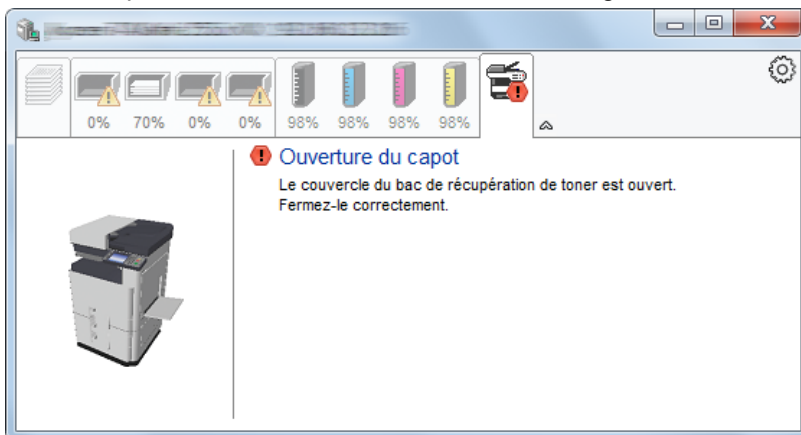 0% 70% 0% 0% 98% 98% 98% 98%
Ouverture du capot
Le couvercle du bac de récupération de toner est ouvert.
Fermez-le correctement.